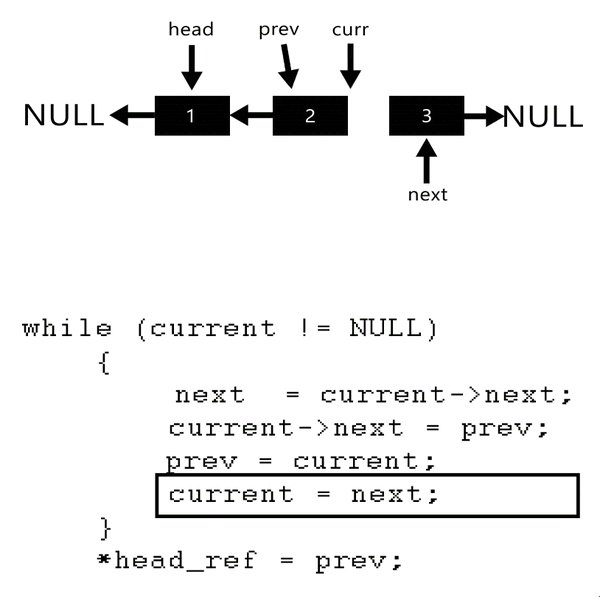 head prev curr
NULL 1 2 3 NULL
next
while (current != NULL)
{
next = current->next;
current->next = prev;
prev = current;
current = next;
}
*head_ref = prev;